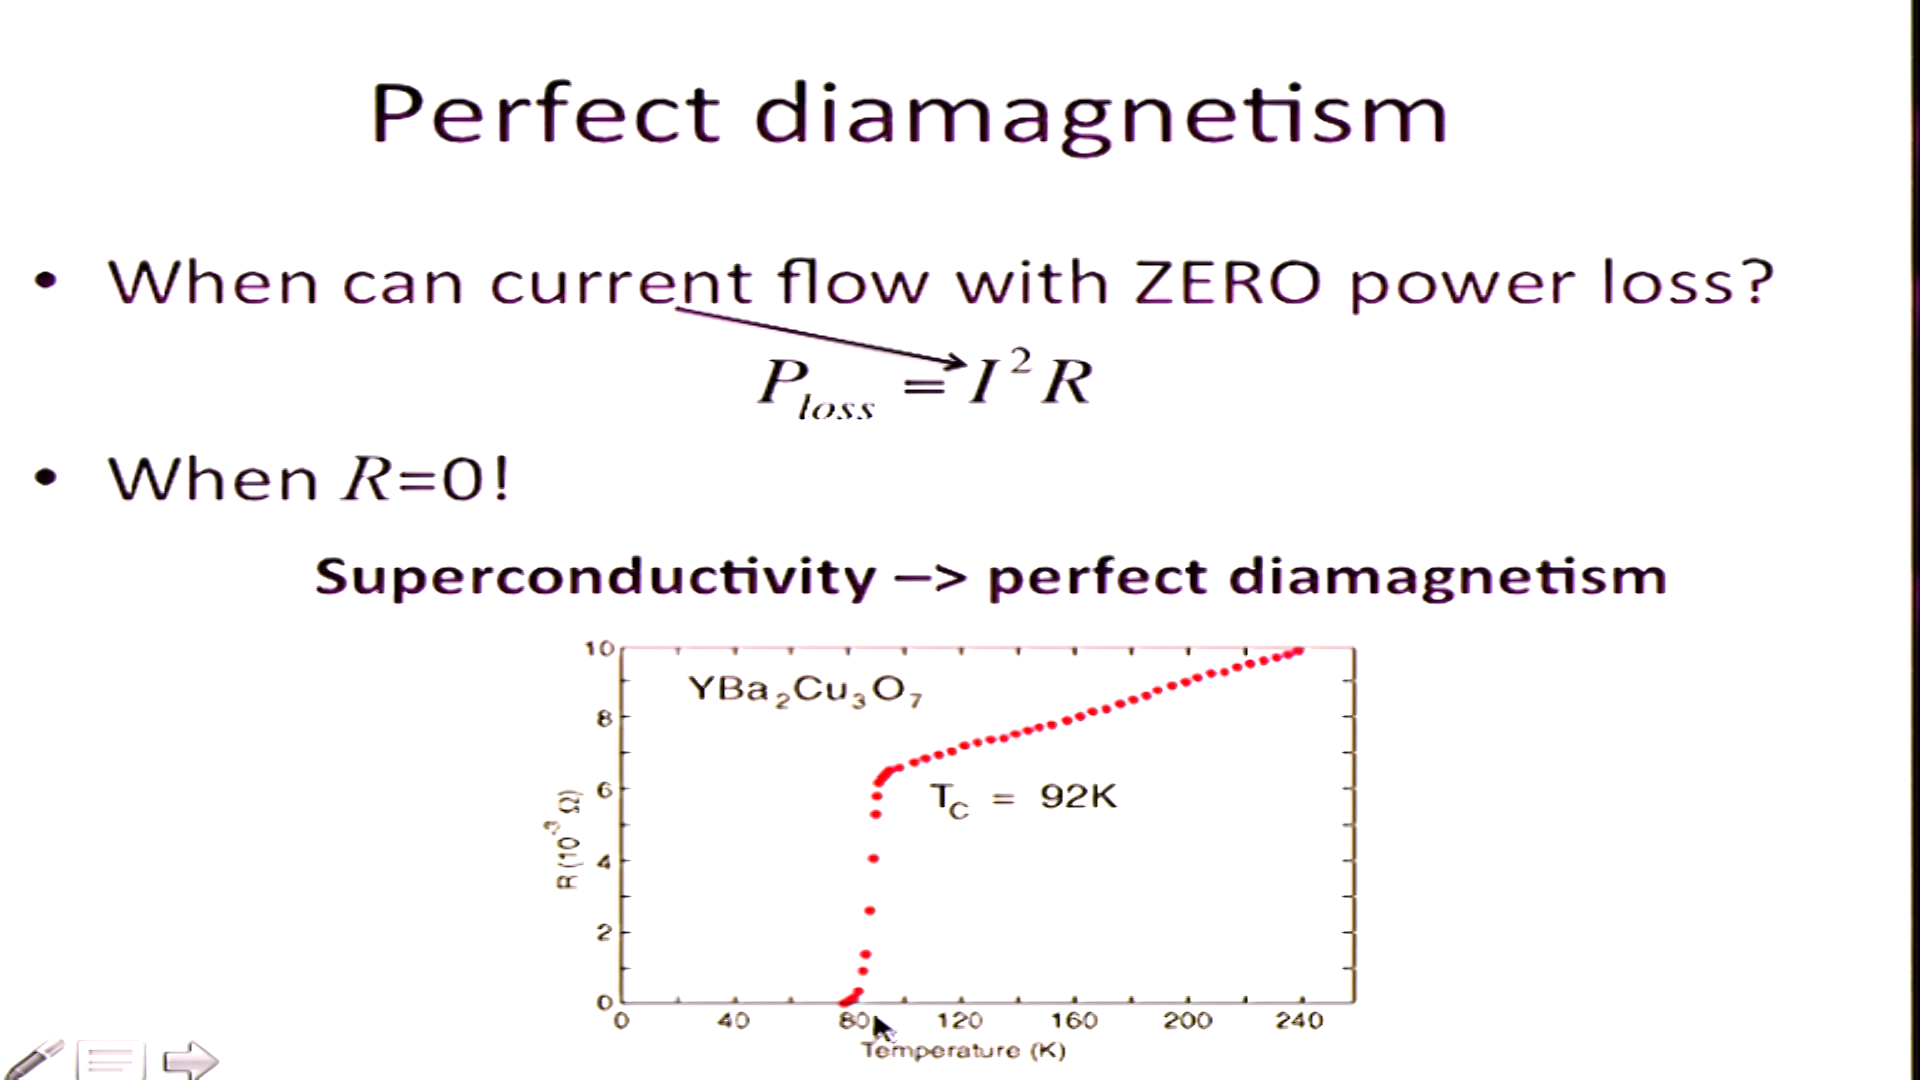 Perfect diamagnetism
• When can current flow with ZERO power loss?
P_loss = I² R
• When R=0!
Superconductivity –> perfect diamagnetism
YBa₂Cu₃O₇
T_C = 92K
R (10⁻³ Ω)
10
8
6
4
2
0
0 40 80 120 160 200 240
Temperature (K)